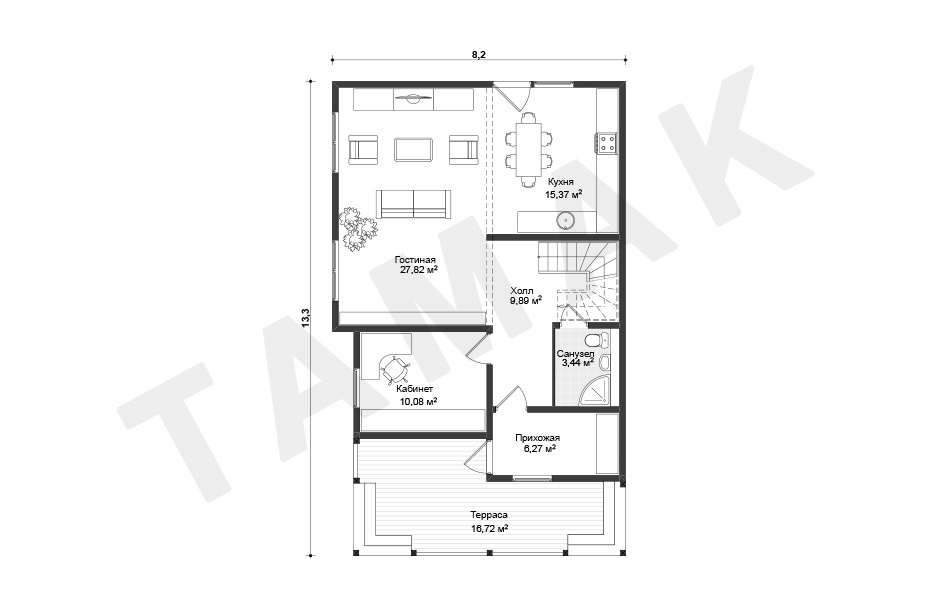 8,2
13,3
Кухня
15,37 м²
Гостиная
27,82 м²
Холл
9,89 м²
Санузел
3,44 м²
Кабинет
10,08 м²
Прихожая
6,27 м²
Терраса
16,72 м²
TAMAK